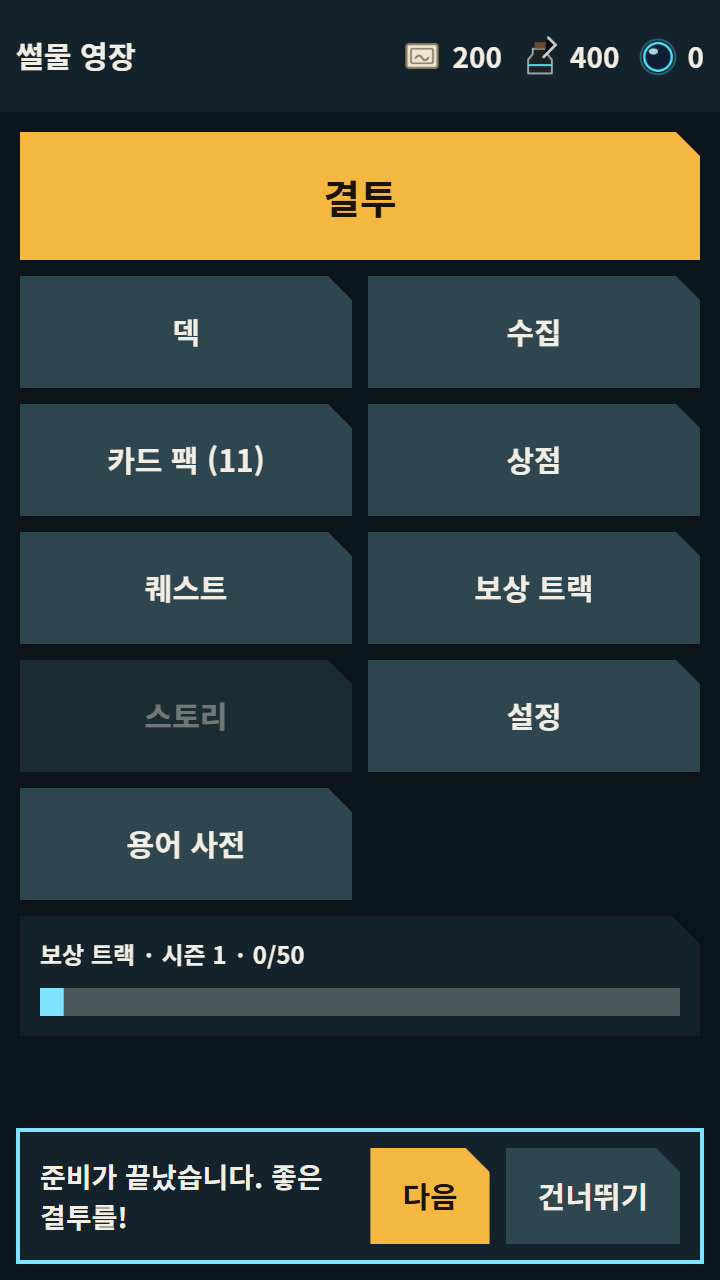 썰물 영장 200 400 0
결투
덱 수집
카드 팩 (11) 상점
퀘스트 보상 트랙
스토리 설정
용어 사전
보상 트랙 · 시즌 1 · 0/50
준비가 끝났습니다. 좋은
결투를!
다음 건너뛰기